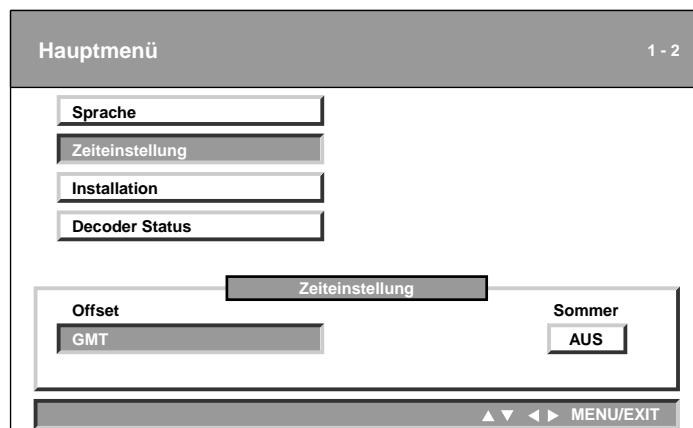 Hauptmenü 1 - 2
Sprache
Zeiteinstellung
Installation
Decoder Status
Zeiteinstellung
Offset Sommer
GMT AUS
MENU/EXIT